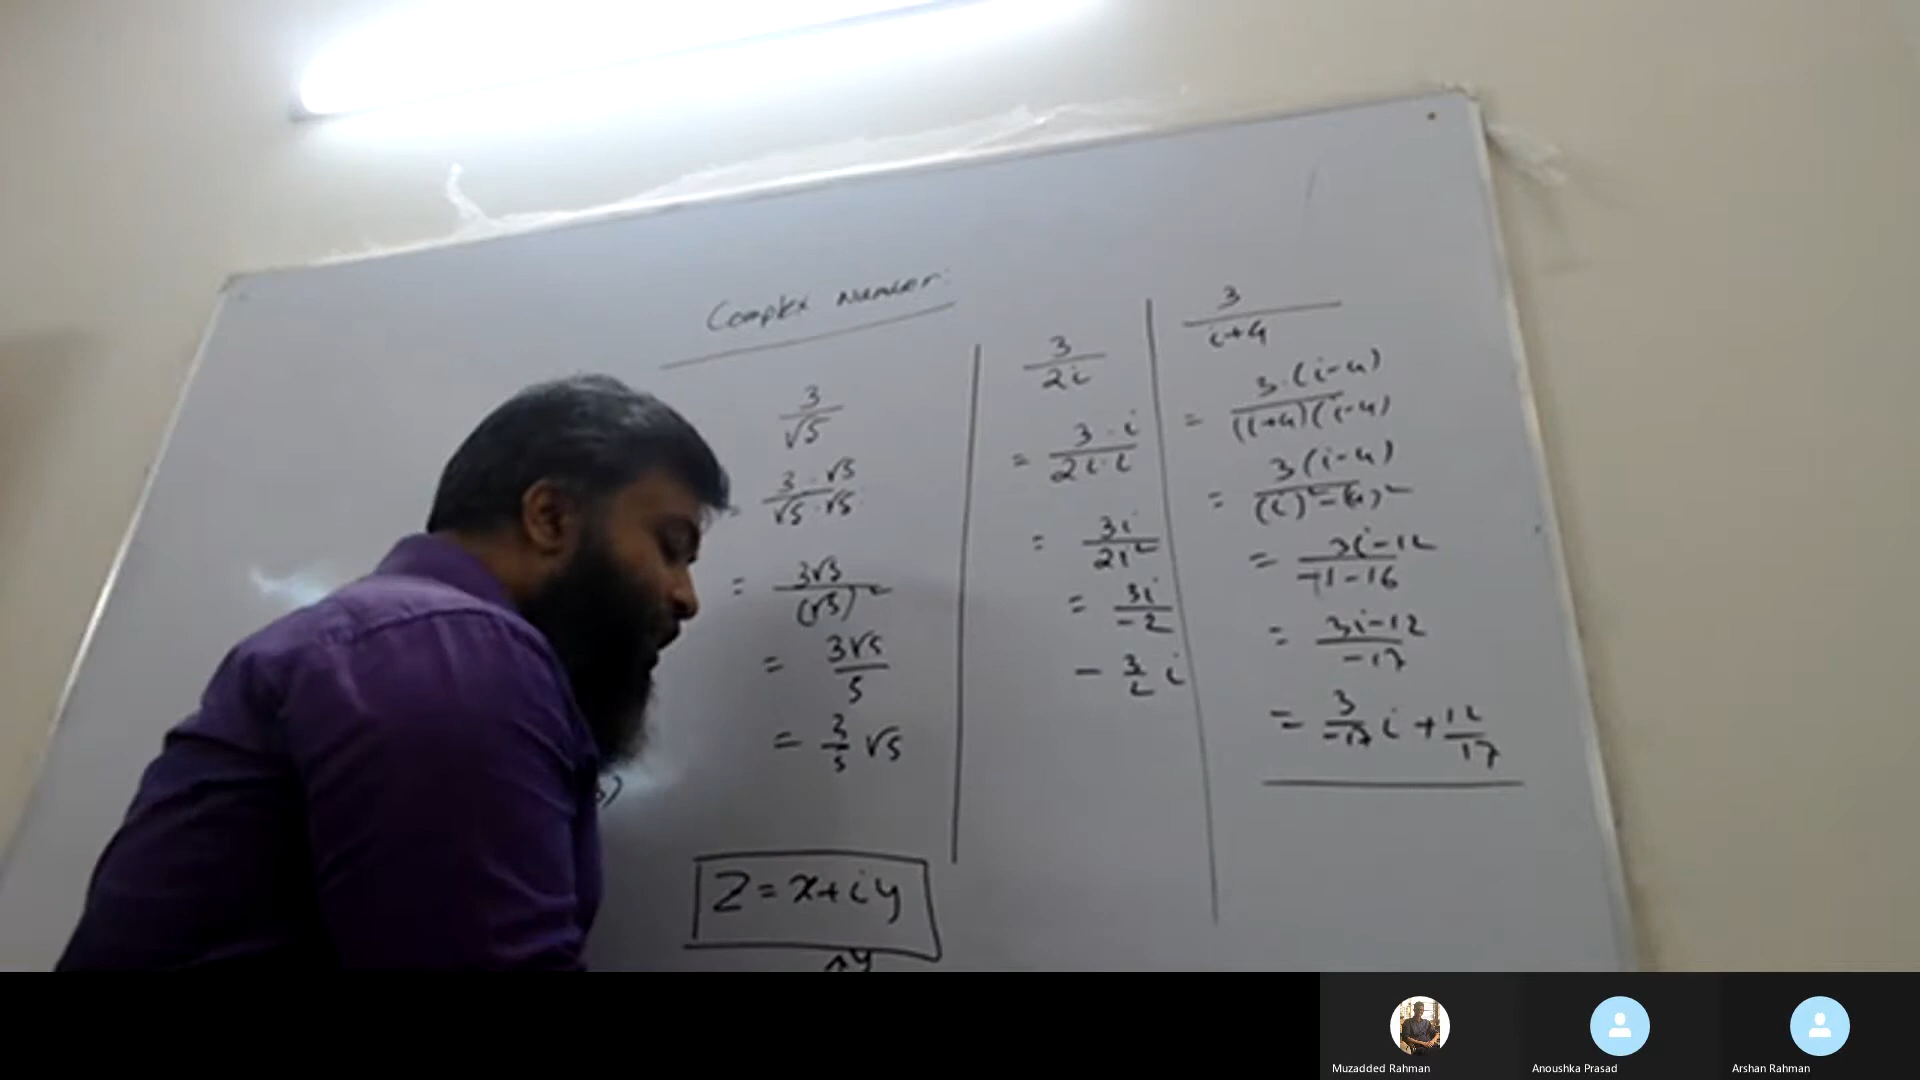 Complex Number:
3/√5
= 3·√5/√5·√5
= 3√5/(√5)²
= 3√5/5
= 3/5 √5
Z = x+iy
3/2i
= 3·i/2i·i
= 3i/2i²
= 3i/-2
- 3/2 i
3/i+4
= 3·(i-4)/(i+4)(i-4)
= 3(i-4)/(i)²-(4)²
= 3i-12/-1-16
= 3i-12/-17
= 3/-17 i + 12/17
Muzadded Rahman
Anoushka Prasad
Arshan Rahman